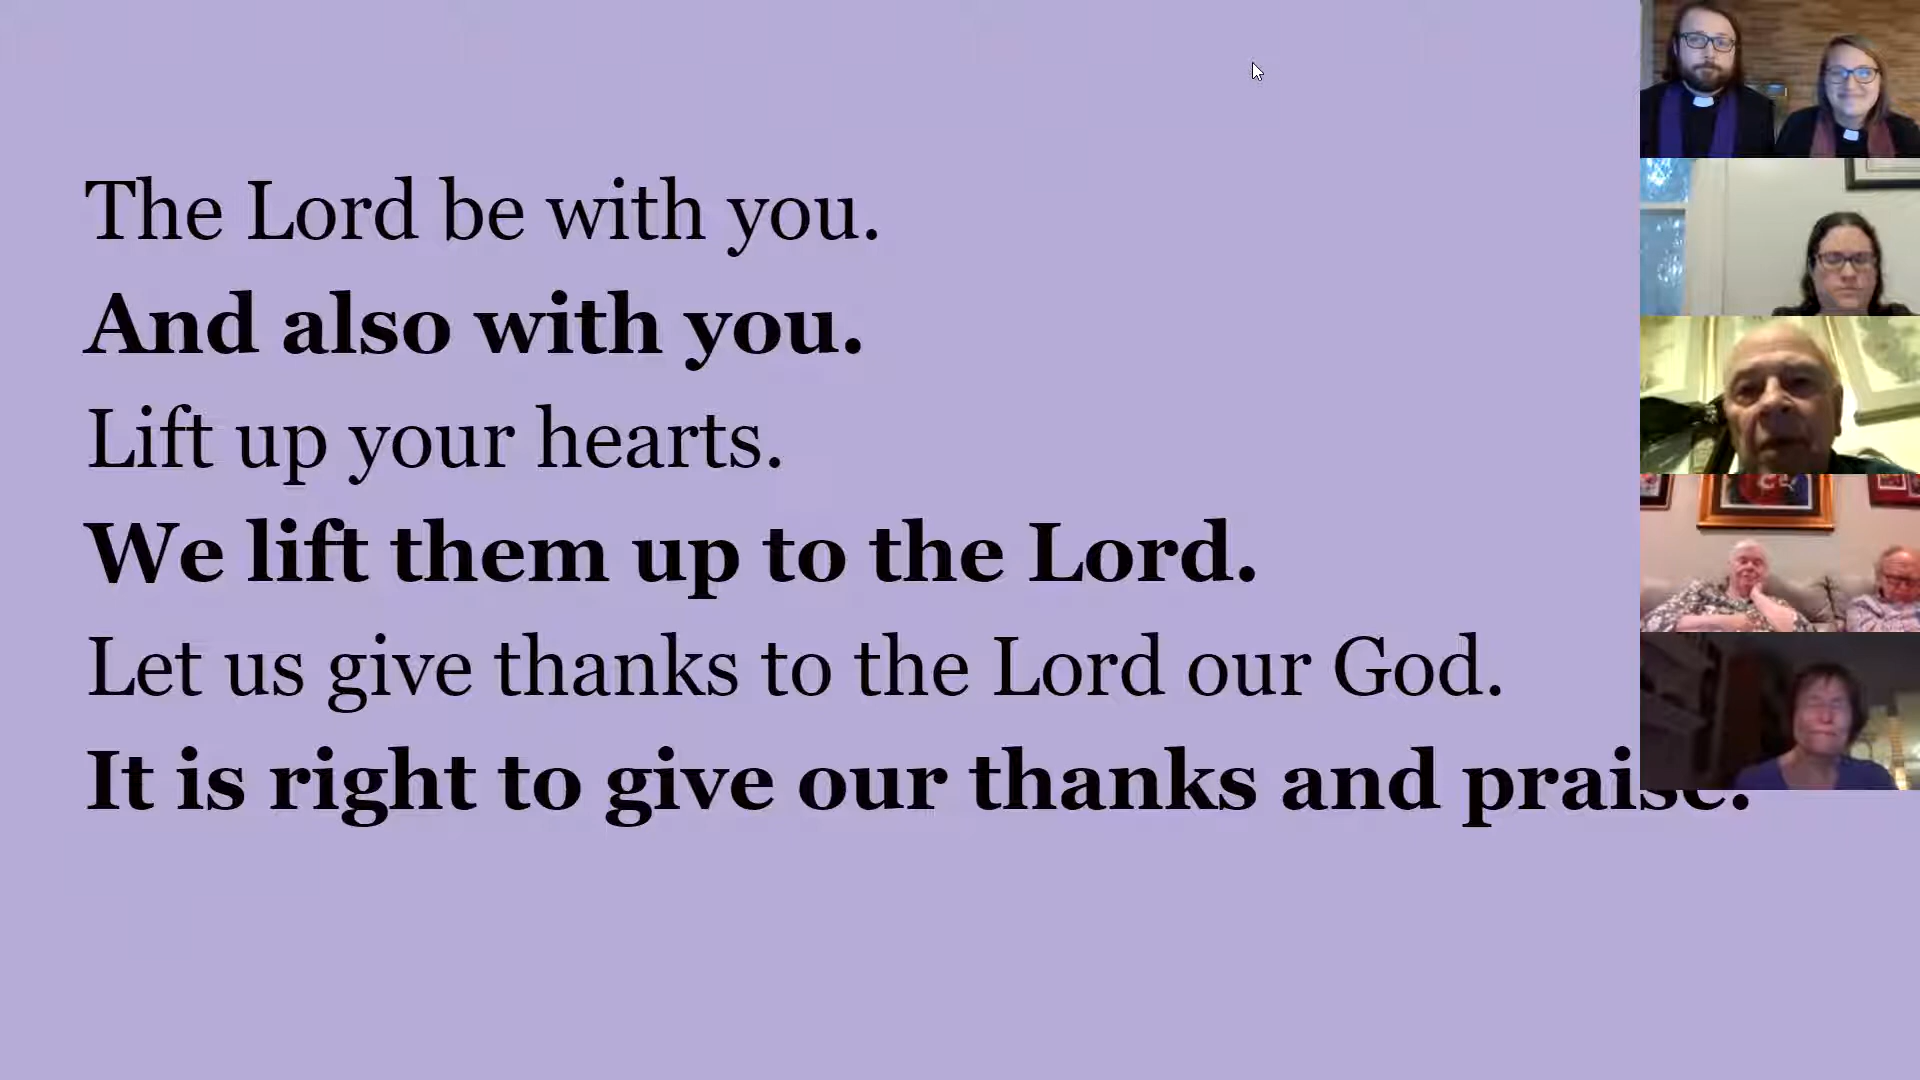 The Lord be with you.
And also with you.
Lift up your hearts.
We lift them up to the Lord.
Let us give thanks to the Lord our God.
It is right to give our thanks and praise.